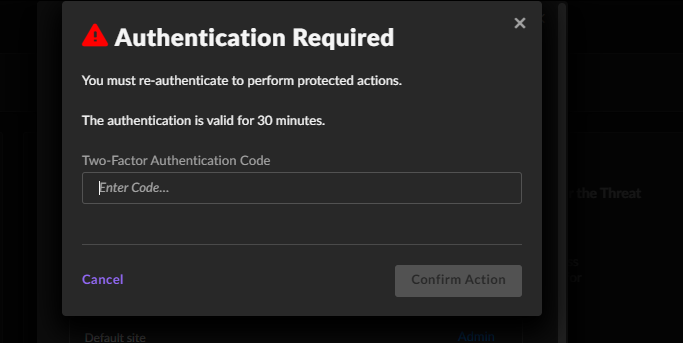 Authentication Required
You must re-authenticate to perform protected actions.
The authentication is valid for 30 minutes.
Two-Factor Authentication Code
Enter Code...
Cancel
Confirm Action
the Threat
Default site
Admin